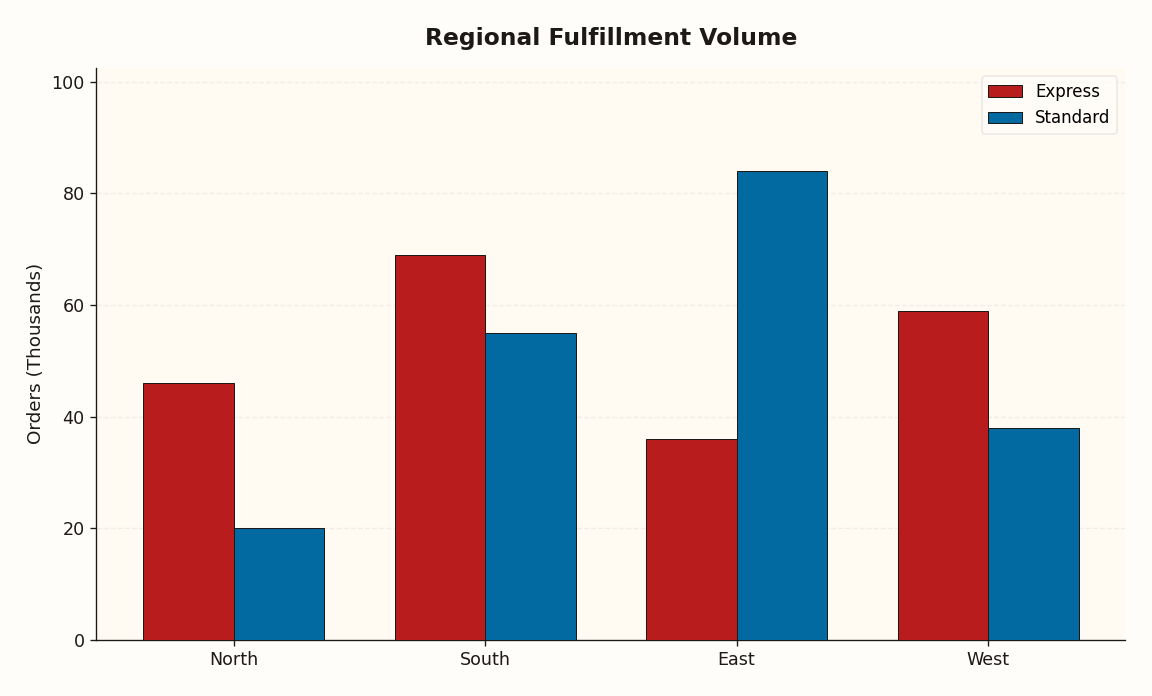 Regional Fulfillment Volume
Express
Standard
Orders (Thousands)
100
80
60
40
20
0
North
South
East
West